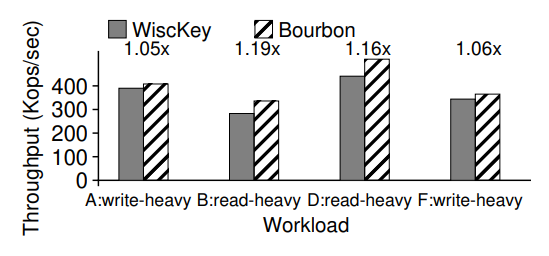 WiscKey Bourbon
1.05x 1.19x 1.16x 1.06x
Throughput (Kops/sec)
400
300
200
100
0
A:write-heavy B:read-heavy D:read-heavy F:write-heavy
Workload